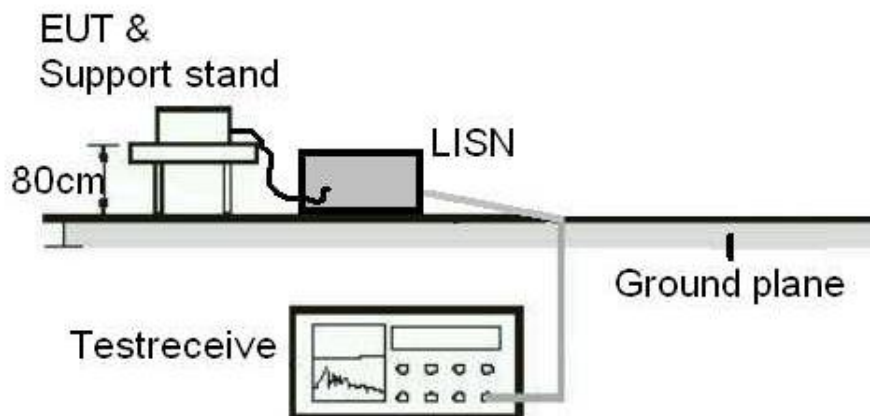 EUT &
Support stand
LISN
80cm
Ground plane
Testreceive